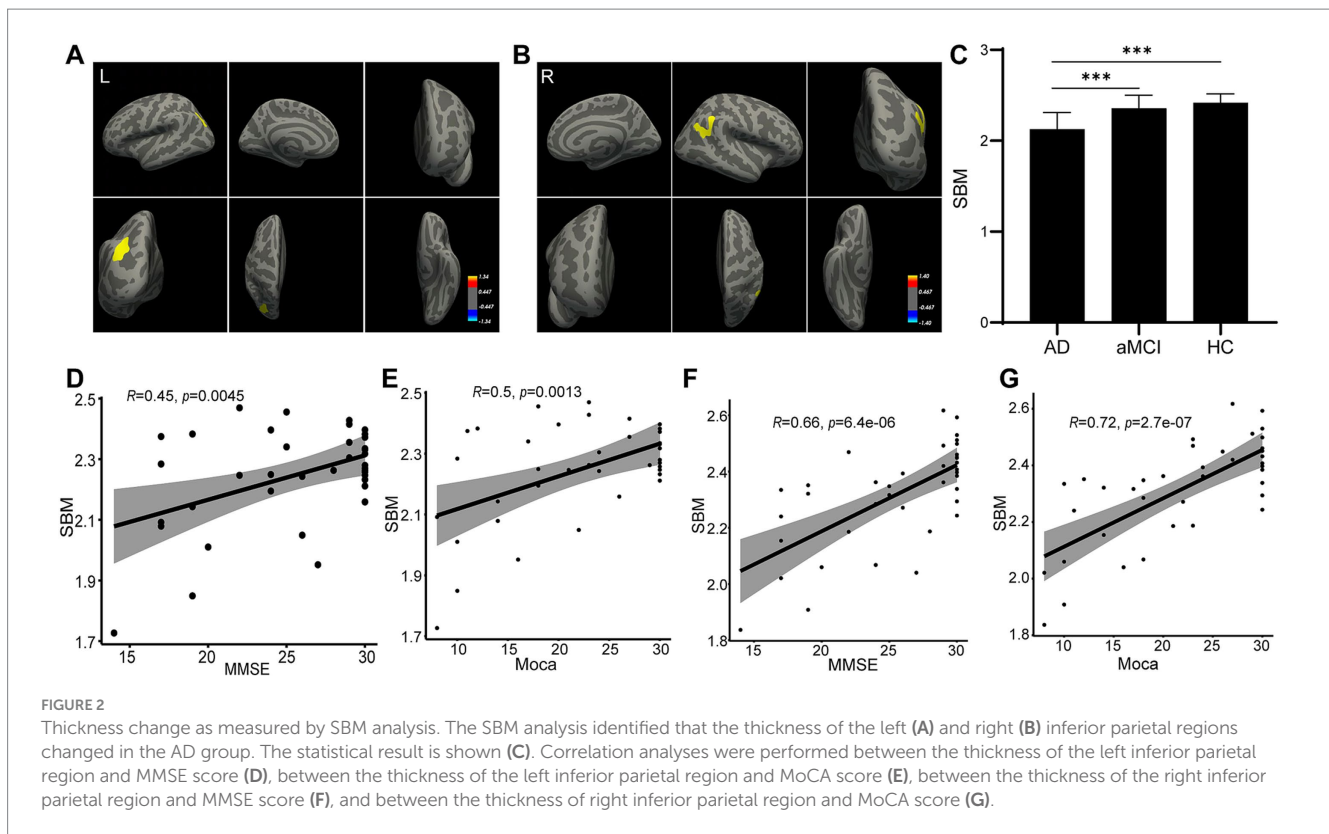 A
L
1.34
0.447
-0.447
-1.34
B
R
1.40
0.467
-0.467
-1.40
C
3
2
1
0
SBM
***
***
AD aMCI HC
D
R=0.45, p=0.0045
2.5
2.3
2.1
1.9
1.7
SBM
15 20 25 30
MMSE
E
R=0.5, p=0.0013
2.5
2.3
2.1
1.9
1.7
SBM
10 15 20 25 30
Moca
F
R=0.66, p=6.4e-06
2.6
2.4
2.2
2.0
1.8
SBM
15 20 25 30
MMSE
G
R=0.72, p=2.7e-07
2.6
2.4
2.2
2.0
1.8
SBM
10 15 20 25 30
Moca
FIGURE 2
Thickness change as measured by SBM analysis. The SBM analysis identified that the thickness of the left (A) and right (B) inferior parietal regions
changed in the AD group. The statistical result is shown (C). Correlation analyses were performed between the thickness of the left inferior parietal
region and MMSE score (D), between the thickness of the left inferior parietal region and MoCA score (E), between the thickness of the right inferior
parietal region and MMSE score (F), and between the thickness of right inferior parietal region and MoCA score (G).